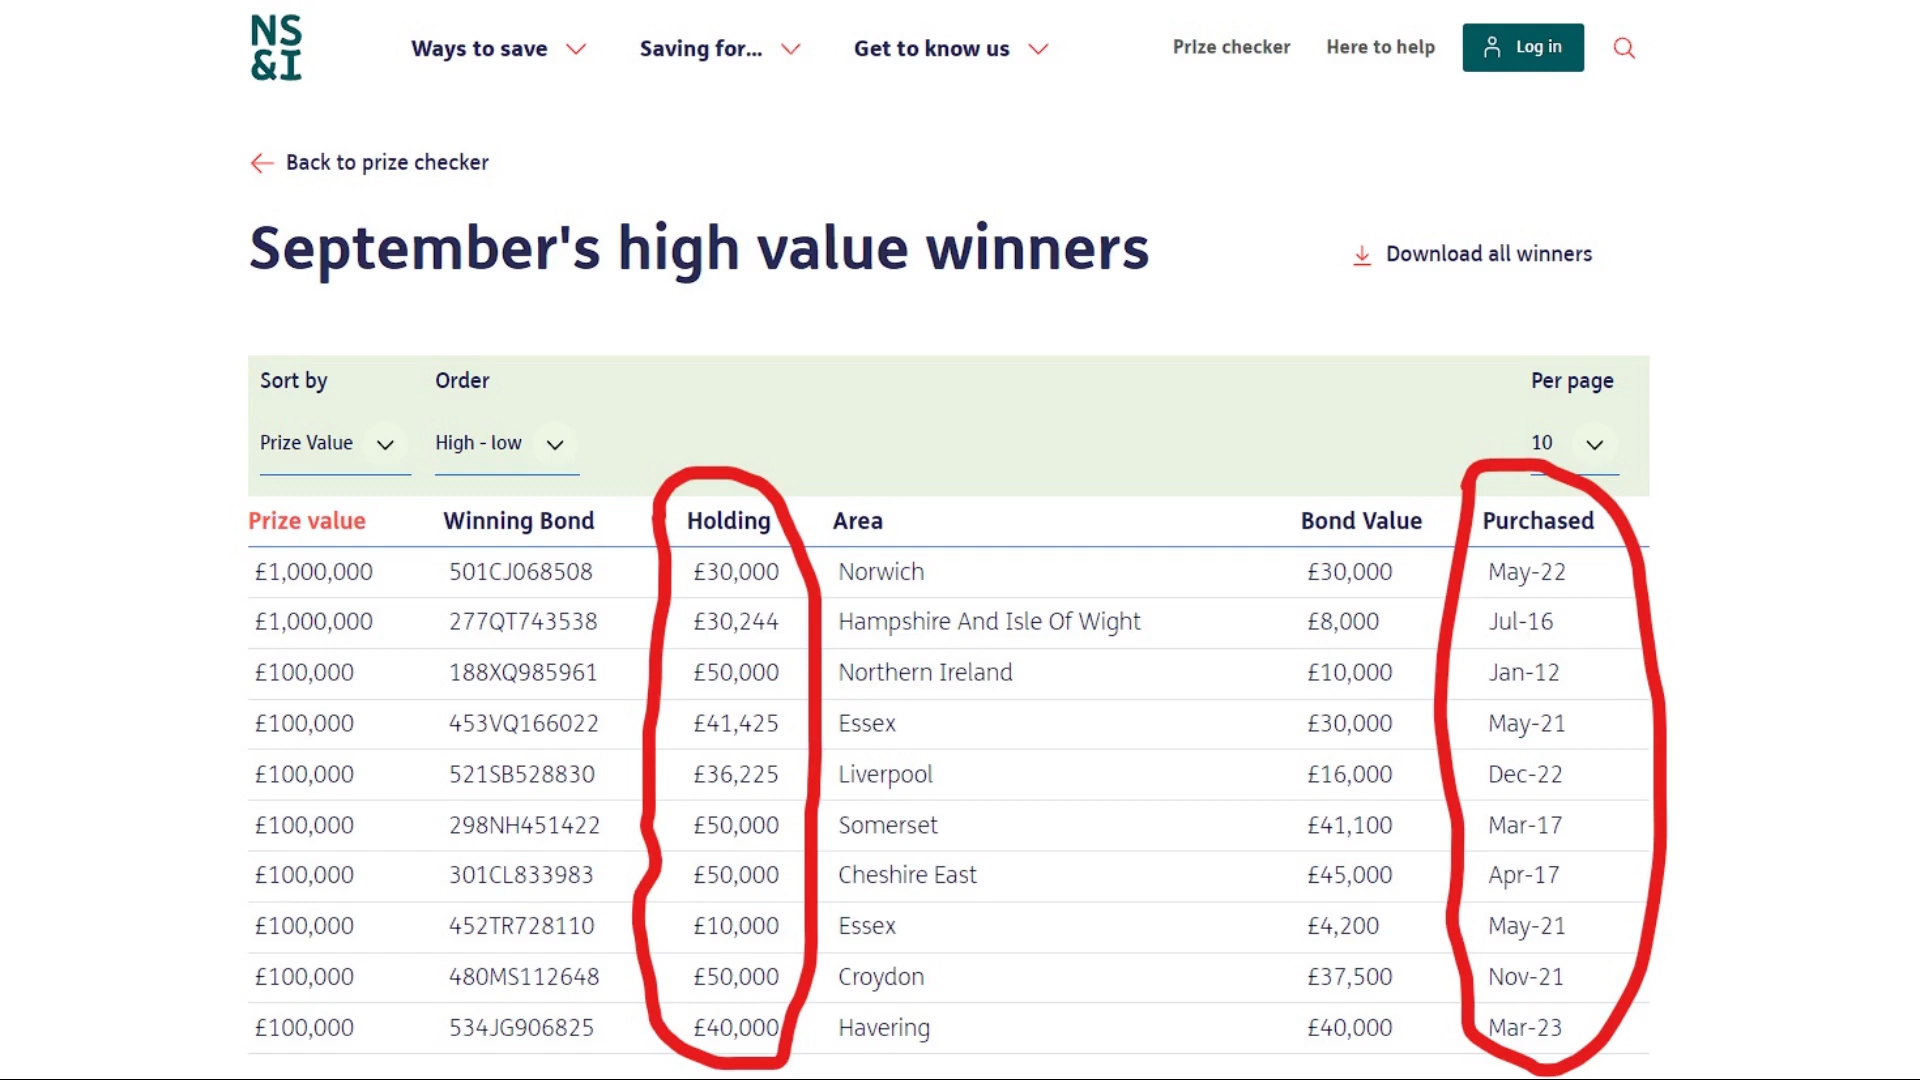 NS
&I
Ways to save
Saving for...
Get to know us
Prize checker
Here to help
Log in
Back to prize checker
September's high value winners
Download all winners
Sort by Order Per page
Prize Value High - low 10
Prize value Winning Bond Holding Area Bond Value Purchased
£1,000,000 501CJ068508 £30,000 Norwich £30,000 May-22
£1,000,000 277QT743538 £30,244 Hampshire And Isle Of Wight £8,000 Jul-16
£100,000 188XQ985961 £50,000 Northern Ireland £10,000 Jan-12
£100,000 453VQ166022 £41,425 Essex £30,000 May-21
£100,000 521SB528830 £36,225 Liverpool £16,000 Dec-22
£100,000 298NH451422 £50,000 Somerset £41,100 Mar-17
£100,000 301CL833983 £50,000 Cheshire East £45,000 Apr-17
£100,000 452TR728110 £10,000 Essex £4,200 May-21
£100,000 480MS112648 £50,000 Croydon £37,500 Nov-21
£100,000 534JG906825 £40,000 Havering £40,000 Mar-23